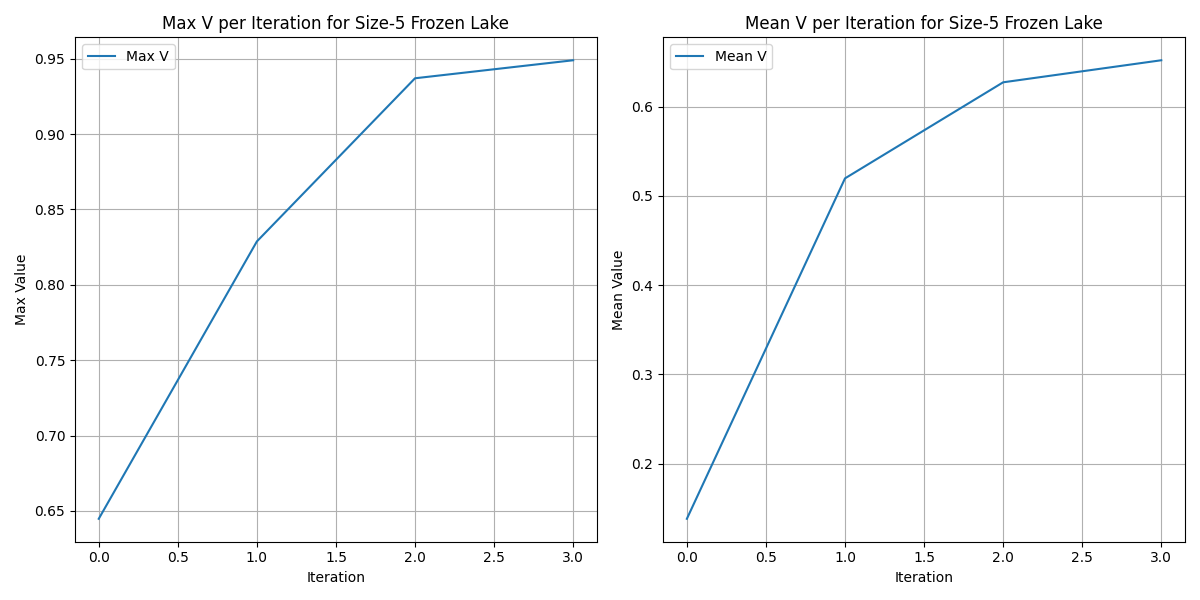 Max V per Iteration for Size-5 Frozen Lake
Max V
0.95
0.90
0.85
0.80
0.75
0.70
0.65
Max Value
0.0 0.5 1.0 1.5 2.0 2.5 3.0
Iteration
Mean V per Iteration for Size-5 Frozen Lake
Mean V
0.6
0.5
0.4
0.3
0.2
Mean Value
0.0 0.5 1.0 1.5 2.0 2.5 3.0
Iteration